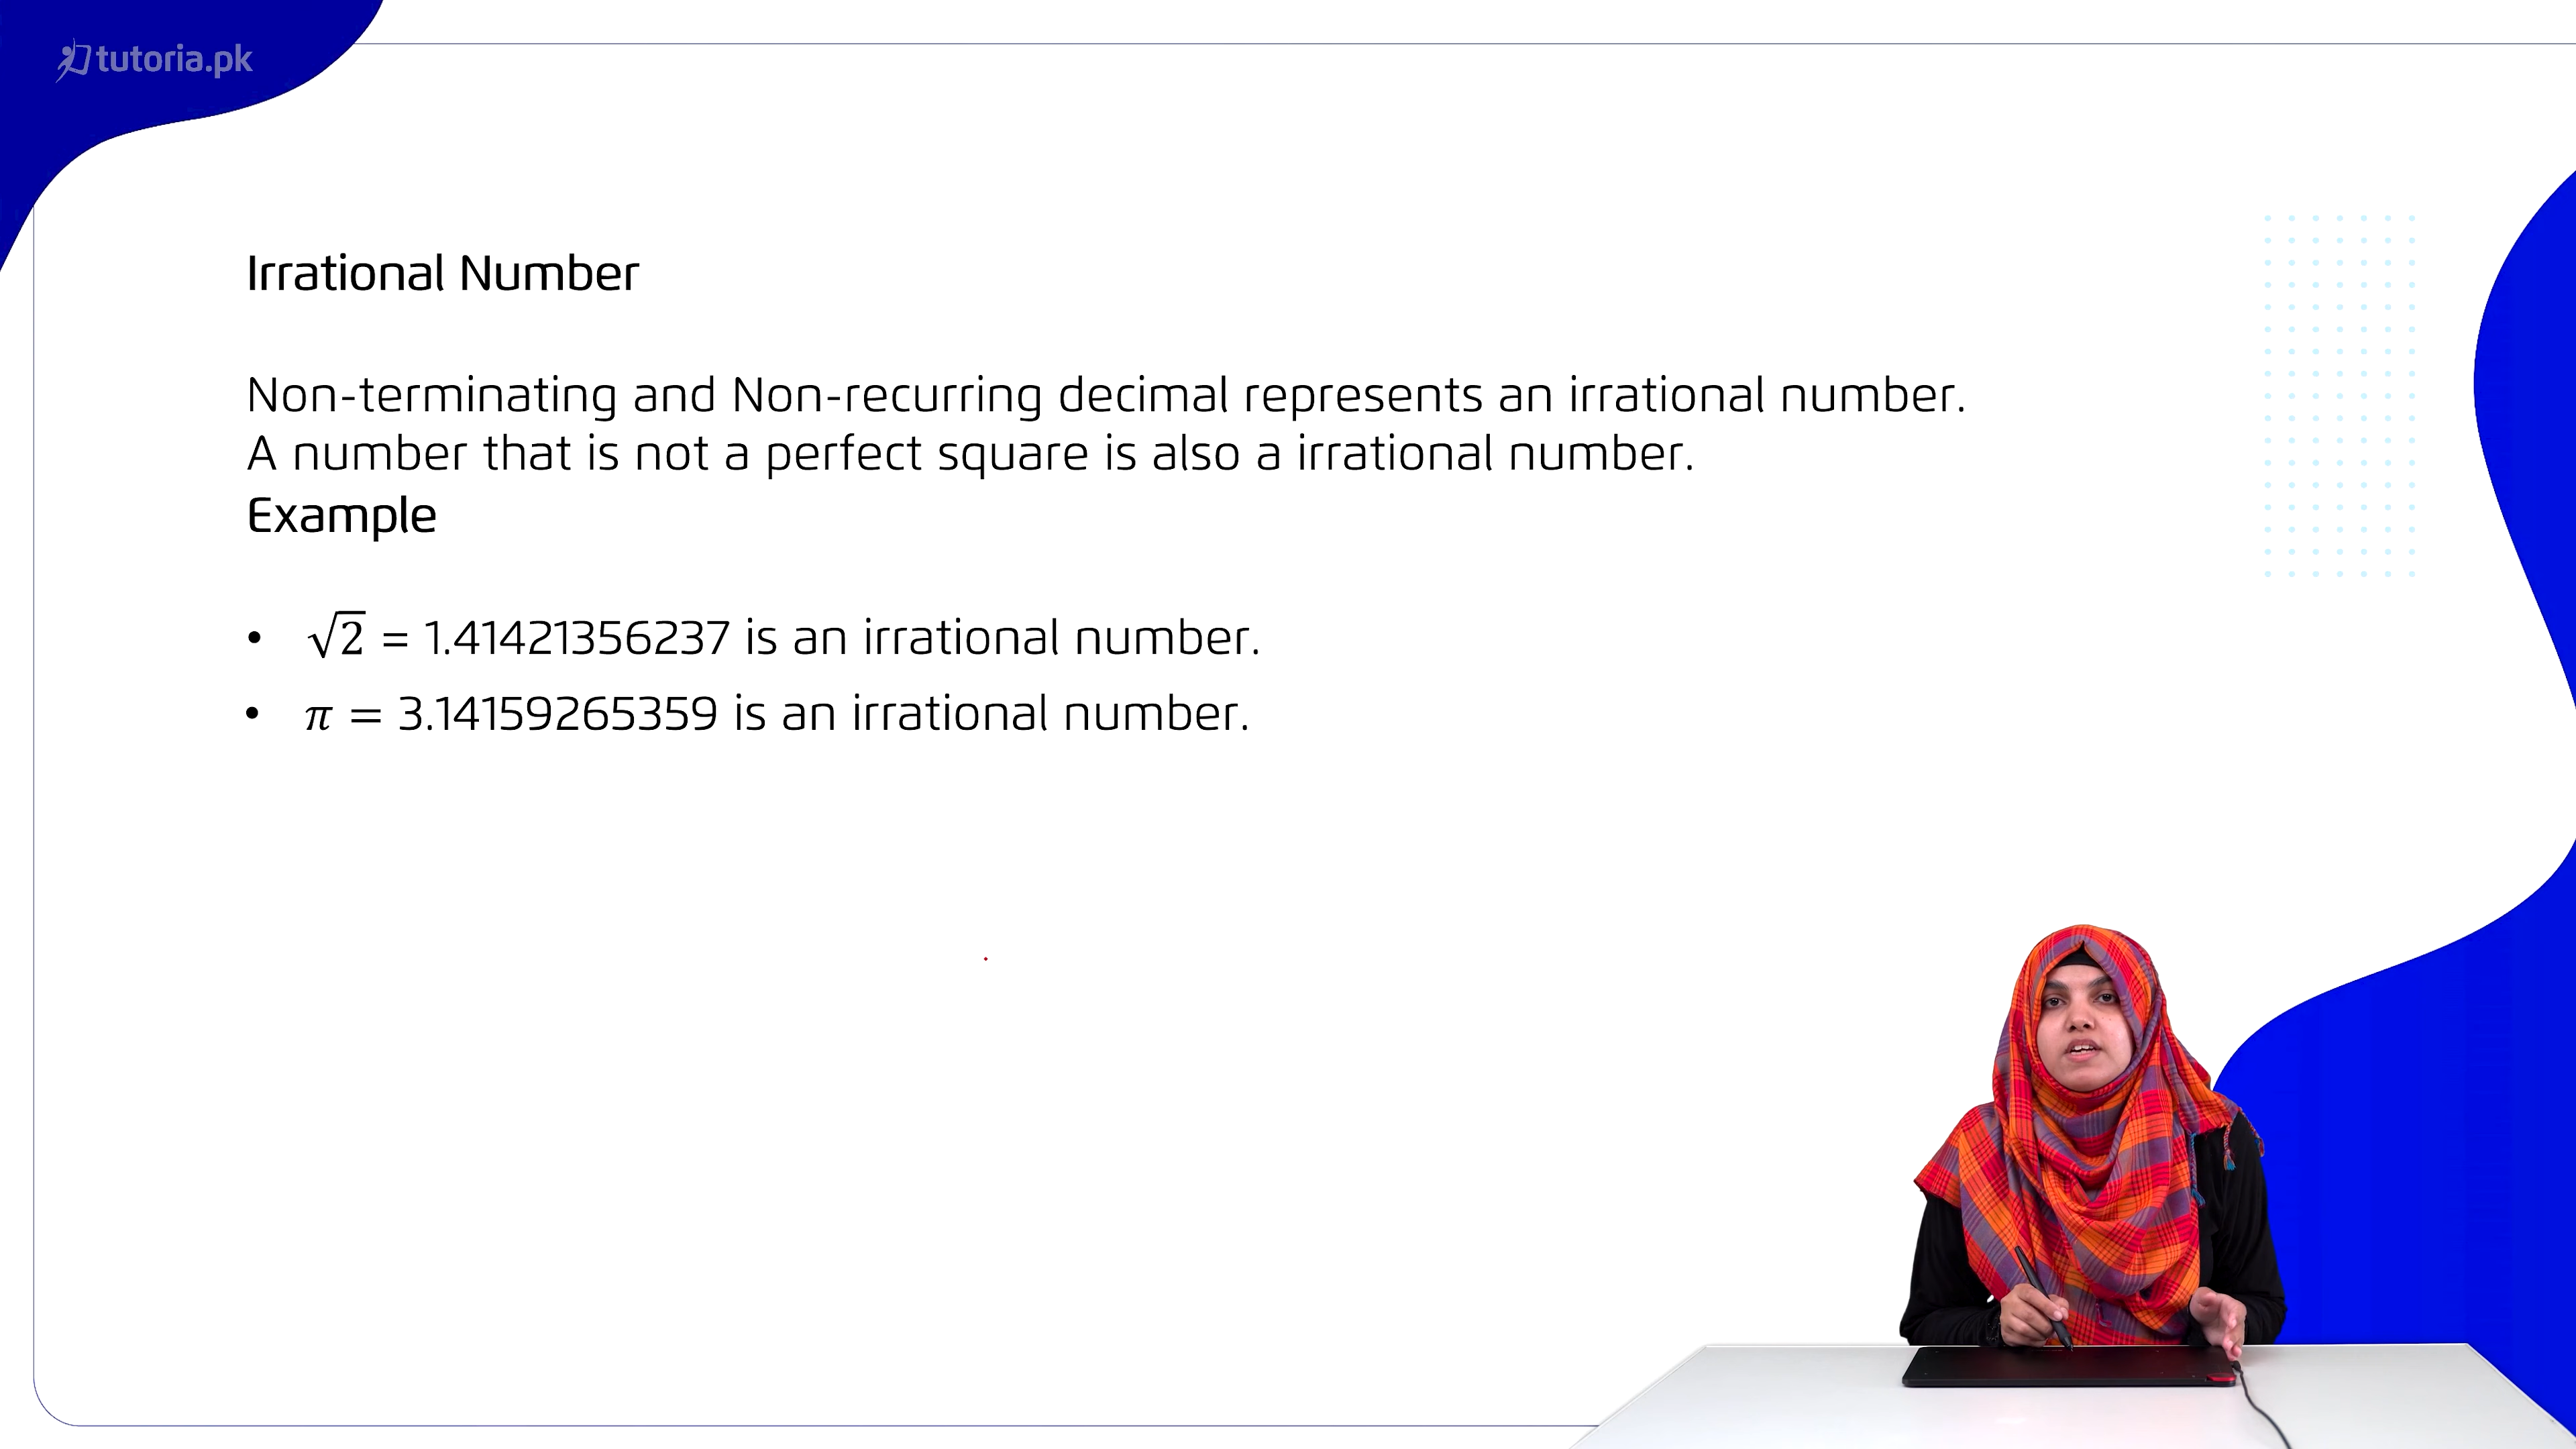 tutoria.pk
Irrational Number
Non-terminating and Non-recurring decimal represents an irrational number.
A number that is not a perfect square is also a irrational number.
Example
• √2 = 1.41421356237 is an irrational number.
• π = 3.14159265359 is an irrational number.